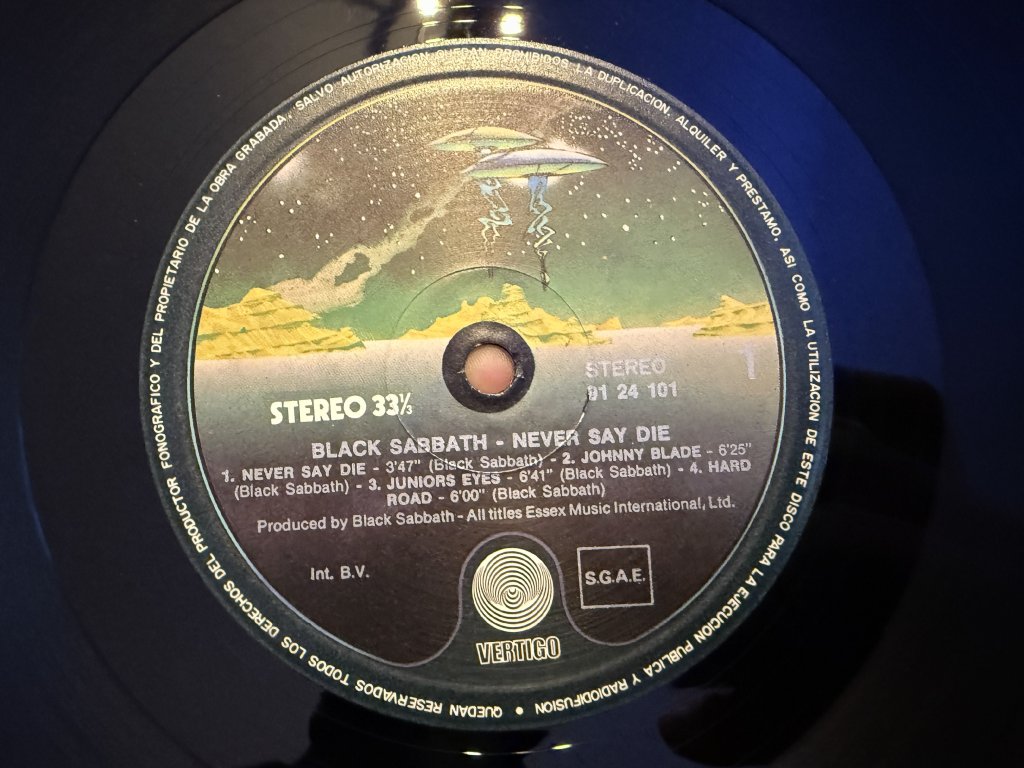 QUEDAN RESERVADOS TODOS LOS DERECHOS DEL PRODUCTOR FONOGRAFICO Y DEL PROPIETARIO DE LA OBRA GRABADA. SALVO AUTORIZACION QUEDAN PROHIBIDOS LA DUPLICACION, ALQUILER Y PRESTAMO, ASI COMO LA UTILIZACION DE ESTE DISCO PARA LA EJECUCION PUBLICA Y RADIODIFUSION •
STEREO
1
91 24 101
STEREO 33⅓
BLACK SABBATH - NEVER SAY DIE
1. NEVER SAY DIE - 3'47" (Black Sabbath) - 2. JOHNNY BLADE - 6'25"
(Black Sabbath) - 3. JUNIORS EYES - 6'41" (Black Sabbath) - 4. HARD
ROAD - 6'00" (Black Sabbath)
Produced by Black Sabbath - All titles Essex Music International, Ltd.
Int. B.V.
S.G.A.E.
VERTIGO